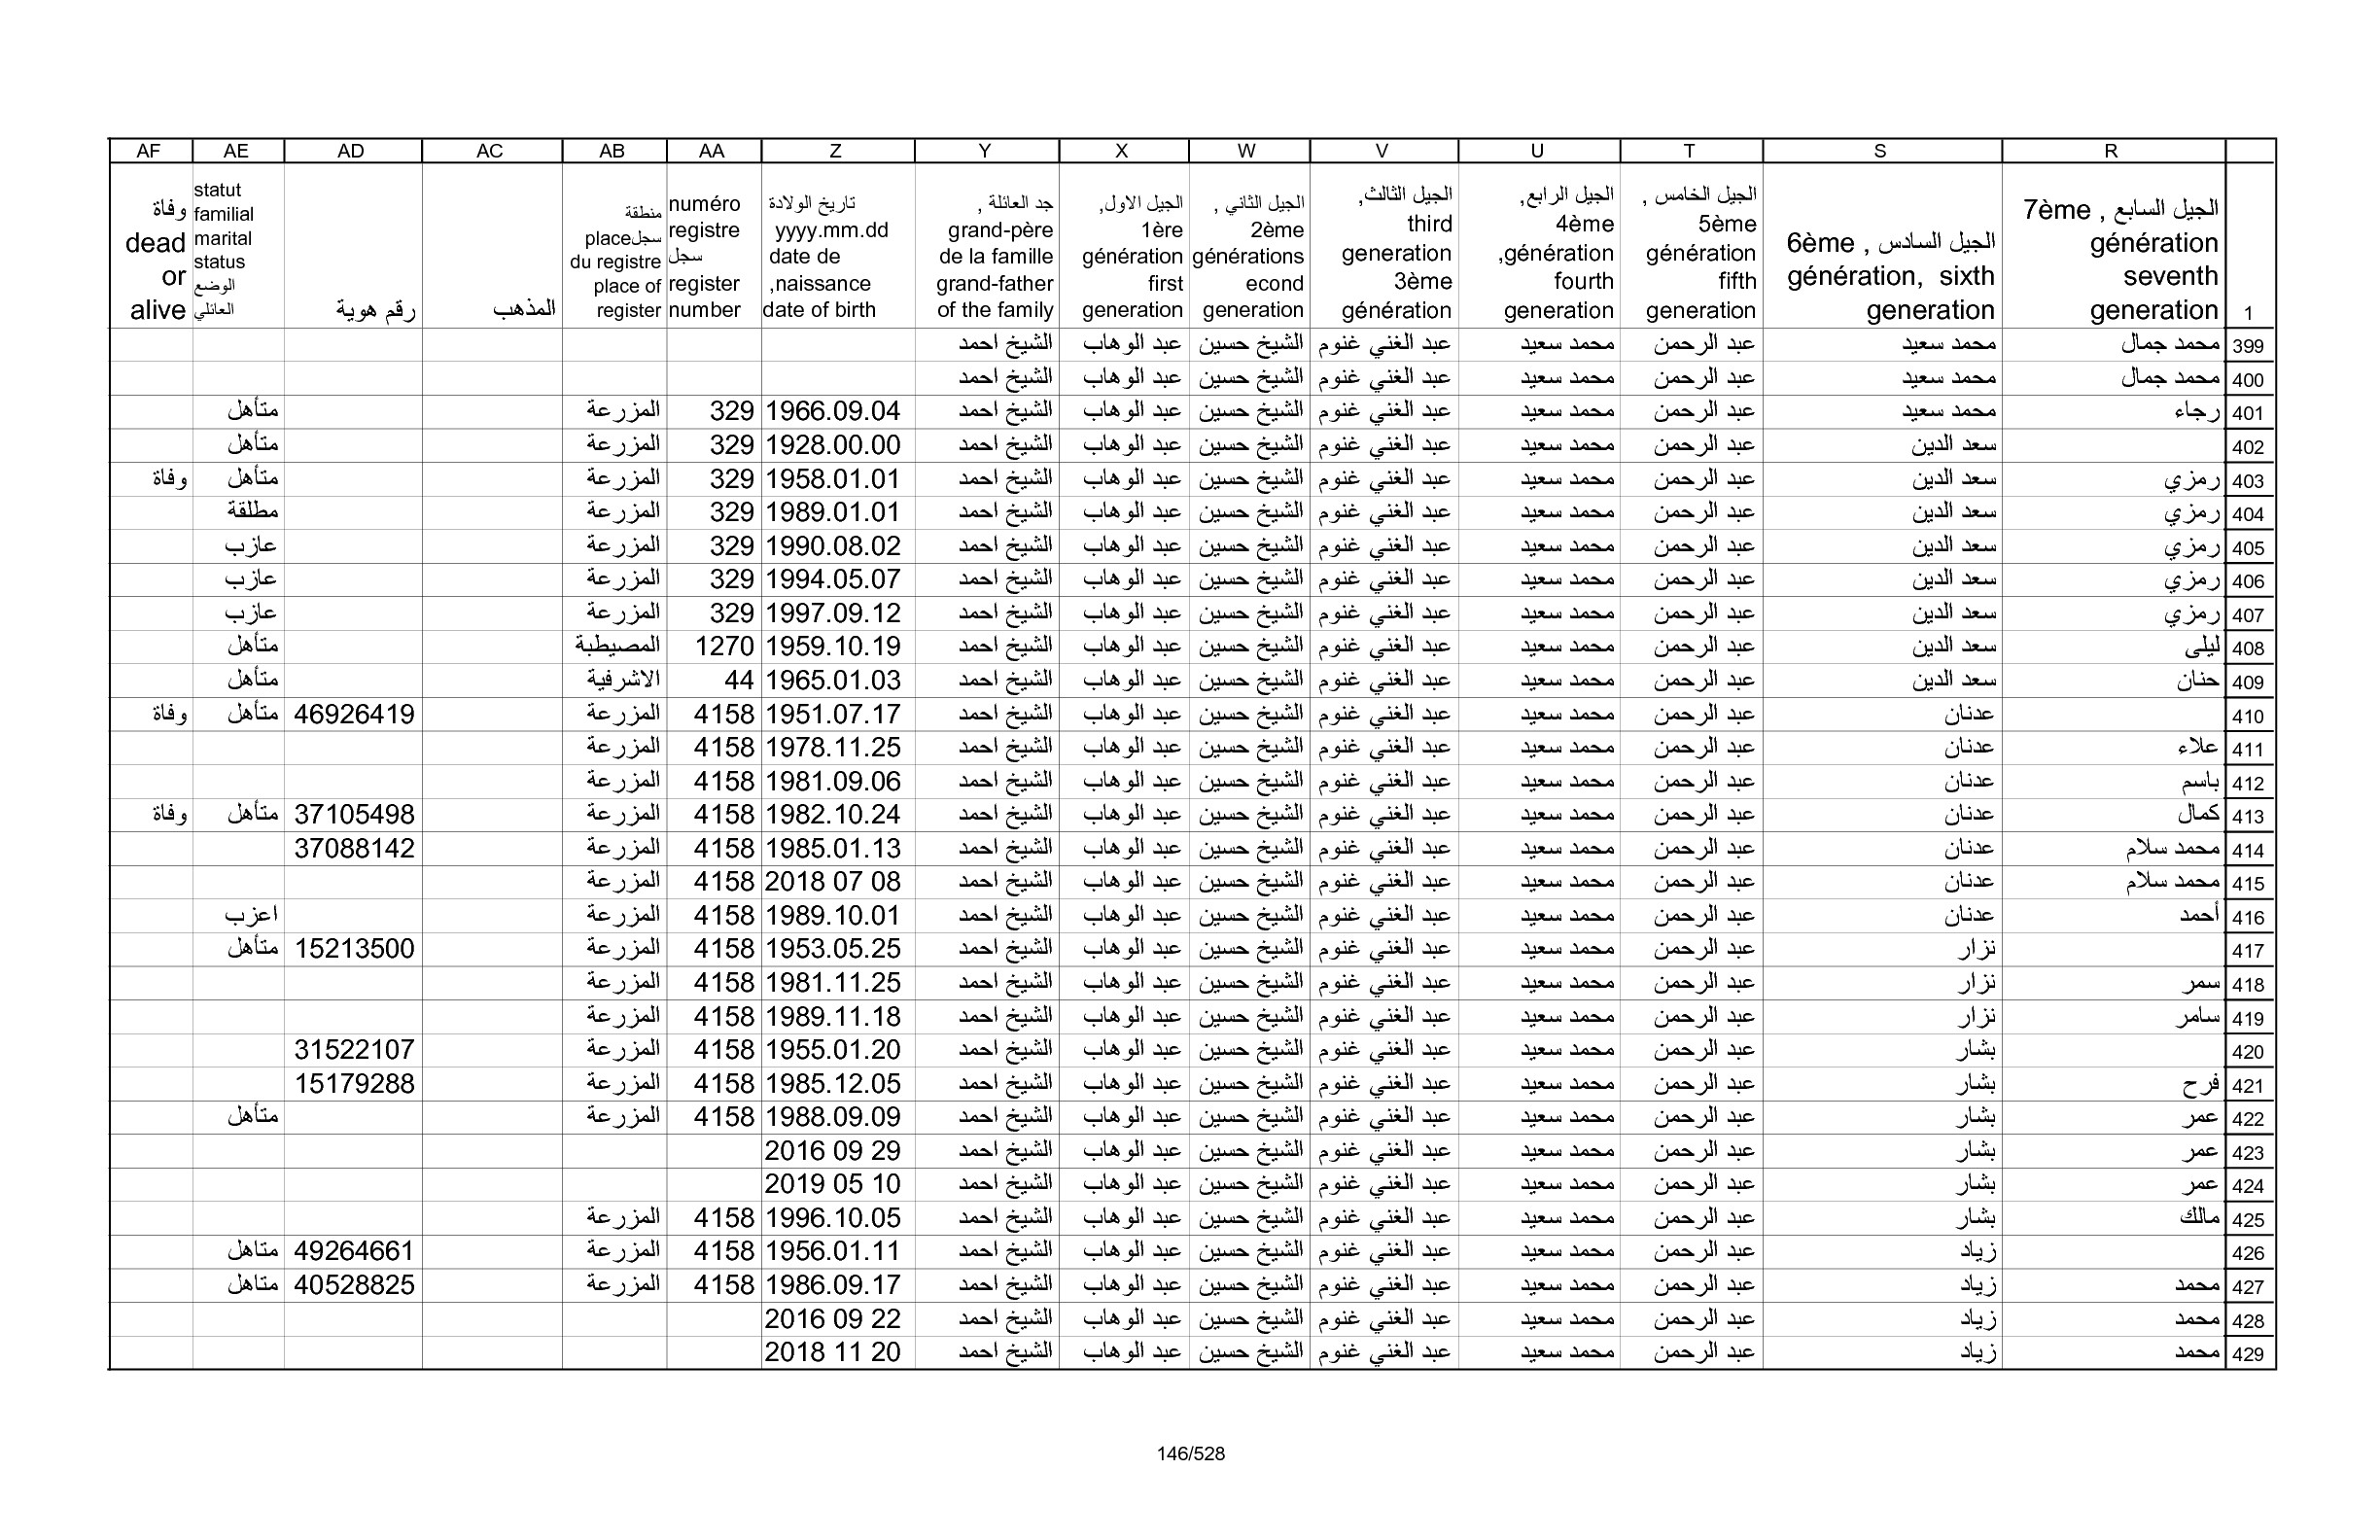 R S T U V W X Y Z AA AB AC AD AE AF
1
الجيل السابع , 7ème
génération
seventh
generation
الجيل السادس , 6ème
génération, sixth
generation
الجيل الخامس ,
5ème
génération
fifth
generation
الجيل الرابع,
4ème
génération,
fourth
generation
الجيل الثالث,
third
generation
3ème
génération
الجيل الثاني ,
2ème
générations
econd
generation
الجيل الاول,
1ère
génération
first
generation
جد العائلة ,
grand-père
de la famille
grand-father
of the family
تاريخ الولادة
yyyy.mm.dd
date de
naissance,
date of birth
numéro
registre
سجل
register
number
منطقة
سجلplace
du registre
place of
register
المذهب
رقم هوية
statut
familial
marital
status
الوضع
العائلي
وفاة
dead
or
alive
399 محمد جمال محمد سعيد عبد الرحمن محمد سعيد عبد الغني غنوم الشيخ حسين عبد الوهاب الشيخ احمد
400 محمد جمال محمد سعيد عبد الرحمن محمد سعيد عبد الغني غنوم الشيخ حسين عبد الوهاب الشيخ احمد
401 رجاء محمد سعيد عبد الرحمن محمد سعيد عبد الغني غنوم الشيخ حسين عبد الوهاب الشيخ احمد 1966.09.04 329 المزرعة متأهل
402 سعد الدين عبد الرحمن محمد سعيد عبد الغني غنوم الشيخ حسين عبد الوهاب الشيخ احمد 1928.00.00 329 المزرعة متأهل
403 رمزي سعد الدين عبد الرحمن محمد سعيد عبد الغني غنوم الشيخ حسين عبد الوهاب الشيخ احمد 1958.01.01 329 المزرعة متأهل وفاة
404 رمزي سعد الدين عبد الرحمن محمد سعيد عبد الغني غنوم الشيخ حسين عبد الوهاب الشيخ احمد 1989.01.01 329 المزرعة مطلقة
405 رمزي سعد الدين عبد الرحمن محمد سعيد عبد الغني غنوم الشيخ حسين عبد الوهاب الشيخ احمد 1990.08.02 329 المزرعة عازب
406 رمزي سعد الدين عبد الرحمن محمد سعيد عبد الغني غنوم الشيخ حسين عبد الوهاب الشيخ احمد 1994.05.07 329 المزرعة عازب
407 رمزي سعد الدين عبد الرحمن محمد سعيد عبد الغني غنوم الشيخ حسين عبد الوهاب الشيخ احمد 1997.09.12 329 المزرعة عازب
408 ليلى سعد الدين عبد الرحمن محمد سعيد عبد الغني غنوم الشيخ حسين عبد الوهاب الشيخ احمد 1959.10.19 1270 المصيطبة متأهل
409 حنان سعد الدين عبد الرحمن محمد سعيد عبد الغني غنوم الشيخ حسين عبد الوهاب الشيخ احمد 1965.01.03 44 الاشرفية متأهل
410 عدنان عبد الرحمن محمد سعيد عبد الغني غنوم الشيخ حسين عبد الوهاب الشيخ احمد 1951.07.17 4158 المزرعة 46926419 متأهل وفاة
411 علاء عدنان عبد الرحمن محمد سعيد عبد الغني غنوم الشيخ حسين عبد الوهاب الشيخ احمد 1978.11.25 4158 المزرعة
412 باسم عدنان عبد الرحمن محمد سعيد عبد الغني غنوم الشيخ حسين عبد الوهاب الشيخ احمد 1981.09.06 4158 المزرعة
413 كمال عدنان عبد الرحمن محمد سعيد عبد الغني غنوم الشيخ حسين عبد الوهاب الشيخ احمد 1982.10.24 4158 المزرعة 37105498 متأهل وفاة
414 محمد سلام عدنان عبد الرحمن محمد سعيد عبد الغني غنوم الشيخ حسين عبد الوهاب الشيخ احمد 1985.01.13 4158 المزرعة 37088142
415 محمد سلام عدنان عبد الرحمن محمد سعيد عبد الغني غنوم الشيخ حسين عبد الوهاب الشيخ احمد 2018 07 08 4158 المزرعة
416 أحمد عدنان عبد الرحمن محمد سعيد عبد الغني غنوم الشيخ حسين عبد الوهاب الشيخ احمد 1989.10.01 4158 المزرعة اعزب
417 نزار عبد الرحمن محمد سعيد عبد الغني غنوم الشيخ حسين عبد الوهاب الشيخ احمد 1953.05.25 4158 المزرعة 15213500 متأهل
418 سمر نزار عبد الرحمن محمد سعيد عبد الغني غنوم الشيخ حسين عبد الوهاب الشيخ احمد 1981.11.25 4158 المزرعة
419 سامر نزار عبد الرحمن محمد سعيد عبد الغني غنوم الشيخ حسين عبد الوهاب الشيخ احمد 1989.11.18 4158 المزرعة
420 بشار عبد الرحمن محمد سعيد عبد الغني غنوم الشيخ حسين عبد الوهاب الشيخ احمد 1955.01.20 4158 المزرعة 31522107
421 فرح بشار عبد الرحمن محمد سعيد عبد الغني غنوم الشيخ حسين عبد الوهاب الشيخ احمد 1985.12.05 4158 المزرعة 15179288
422 عمر بشار عبد الرحمن محمد سعيد عبد الغني غنوم الشيخ حسين عبد الوهاب الشيخ احمد 1988.09.09 4158 المزرعة متأهل
423 عمر بشار عبد الرحمن محمد سعيد عبد الغني غنوم الشيخ حسين عبد الوهاب الشيخ احمد 2016 09 29
424 عمر بشار عبد الرحمن محمد سعيد عبد الغني غنوم الشيخ حسين عبد الوهاب الشيخ احمد 2019 05 10
425 مالك بشار عبد الرحمن محمد سعيد عبد الغني غنوم الشيخ حسين عبد الوهاب الشيخ احمد 1996.10.05 4158 المزرعة
426 زياد عبد الرحمن محمد سعيد عبد الغني غنوم الشيخ حسين عبد الوهاب الشيخ احمد 1956.01.11 4158 المزرعة 49264661 متاهل
427 محمد زياد عبد الرحمن محمد سعيد عبد الغني غنوم الشيخ حسين عبد الوهاب الشيخ احمد 1986.09.17 4158 المزرعة 40528825 متاهل
428 محمد زياد عبد الرحمن محمد سعيد عبد الغني غنوم الشيخ حسين عبد الوهاب الشيخ احمد 2016 09 22
429 محمد زياد عبد الرحمن محمد سعيد عبد الغني غنوم الشيخ حسين عبد الوهاب الشيخ احمد 2018 11 20
146/528